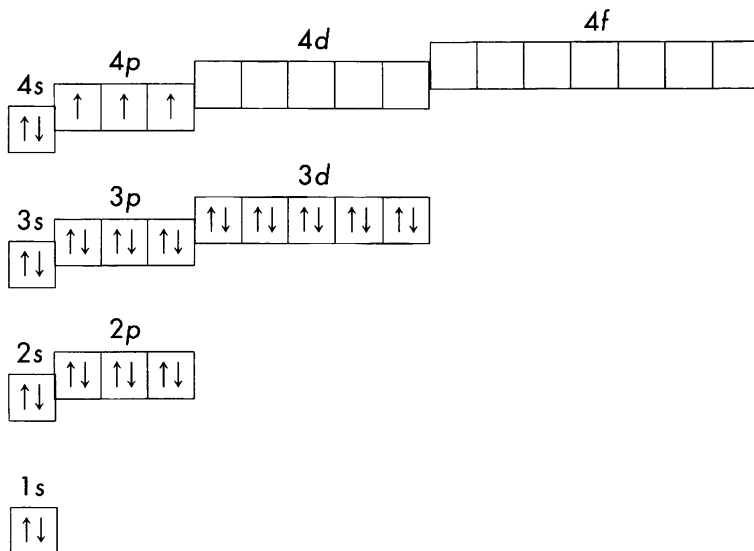 4f
4d
4p
4s
↑ ↑ ↑
↑↓
3d
3p
3s
↑↓ ↑↓ ↑↓ ↑↓ ↑↓
↑↓ ↑↓ ↑↓
↑↓
2p
2s
↑↓ ↑↓ ↑↓
↑↓
1s
↑↓